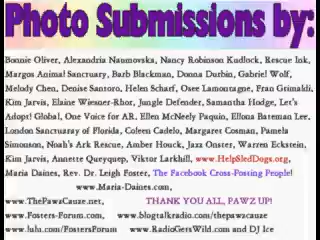 Photo Submissions by:
Bonnie Oliver, Alexandria Naumovska, Nancy Robinson Kudlock, Rescue Ink,
Margos Animal Sanctuary, Barb Blackman, Donna Durbin, Gabriel Wolf,
Melody Chen, Denise Santoro, Helen Scharf, Osee Lamontagne, Fran Grimaldi,
Kim Jarvis, Elaine Wiesner-Rhor, Jungle Defender, Samantha Hodge, Let's
Adopt! Global, One Voice for AR, Ellen McNeely Paquin, Ellona Bateman Lee,
London Sanctuaray of Florida, Coleen Cadelo, Margaret Cosman, Pamela
Simonson, Noah's Ark Rescue, Amber Houck, Jazz Onster, Warren Eckstein,
Kim Jarvis, Annette Queyquep, Viktor Larkhill, www.HelpSledDogs.org,
Maria Daines, Rev. Dr. Leigh Foster, The Facebook Cross-Posting People!
www.Maria-Daines.com,
www.ThePawzCauze.net, THANK YOU ALL, PAWZ UP!
www.Fosters-Forum.com, www.blogtalkradio.com/thepawzcauze
www.lulu.com/FostersForum www.RadioGetsWild.com and DJ Ice